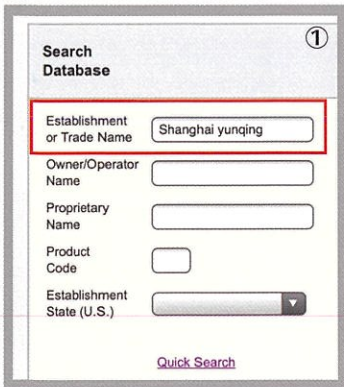 ①
Search
Database
Establishment
or Trade Name
Shanghai yunqing
Owner/Operator
Name
Proprietary
Name
Product
Code
Establishment
State (U.S.)
Quick Search